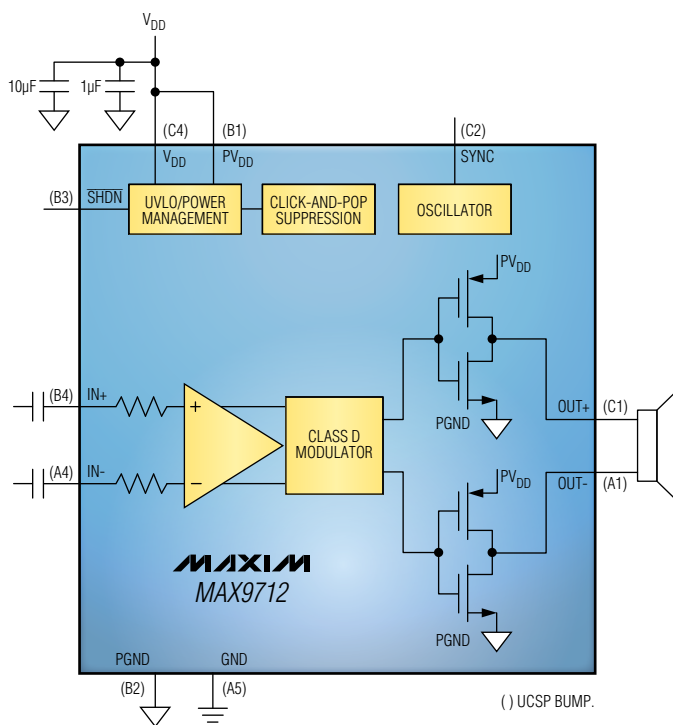 VDD
10µF
1µF
(C4)
(B1)
(C2)
VDD
PVDD
SYNC
(B3)
SHDN
UVLO/POWER
MANAGEMENT
CLICK-AND-POP
SUPPRESSION
OSCILLATOR
PVDD
(B4)
IN+
+
CLASS D
MODULATOR
PGND
OUT+
(C1)
(A4)
IN-
−
PVDD
OUT-
(A1)
MAXIM
MAX9712
PGND
PGND
GND
(B2)
(A5)
( ) UCSP BUMP.